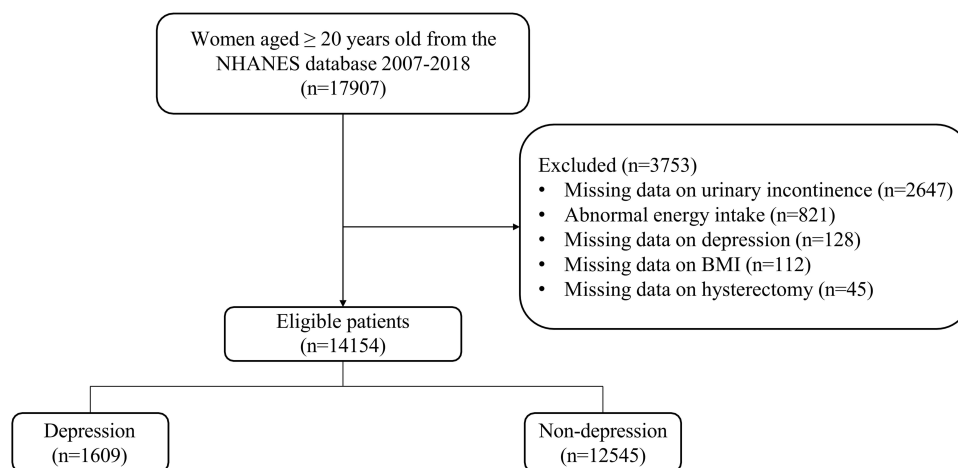 Women aged ≥ 20 years old from the
NHANES database 2007-2018
(n=17907)
Excluded (n=3753)
• Missing data on urinary incontinence (n=2647)
• Abnormal energy intake (n=821)
• Missing data on depression (n=128)
• Missing data on BMI (n=112)
• Missing data on hysterectomy (n=45)
Eligible patients
(n=14154)
Depression
(n=1609)
Non-depression
(n=12545)